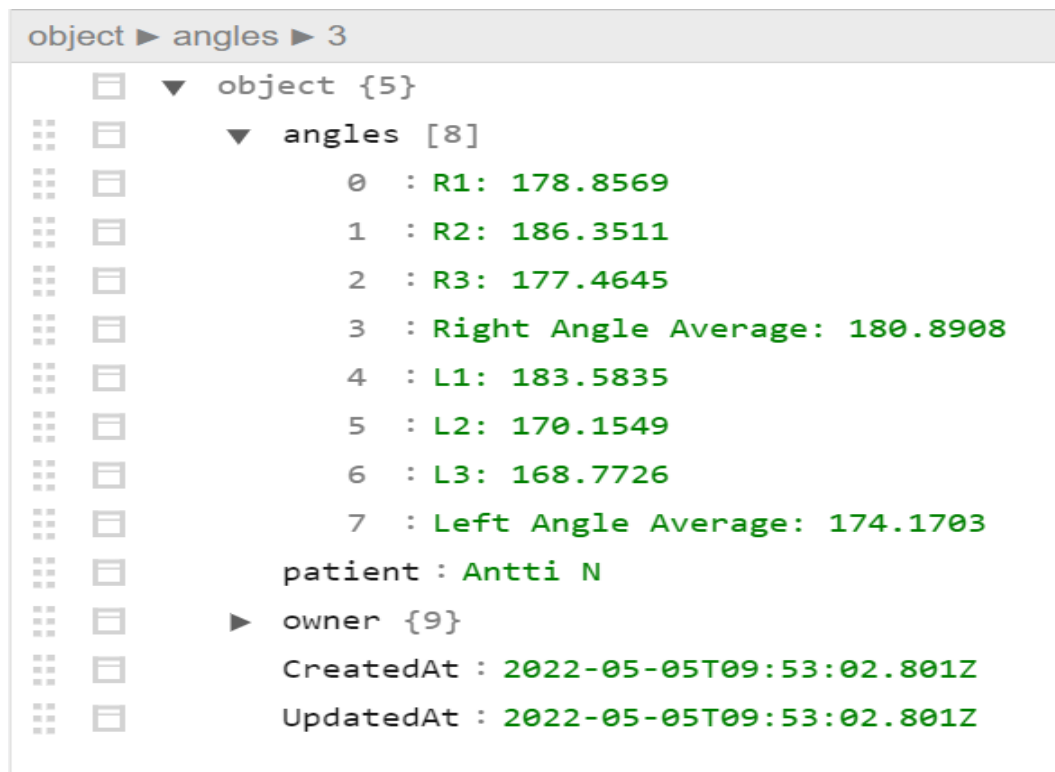 object ► angles ► 3
▼ object {5}
▼ angles [8]
0 : R1: 178.8569
1 : R2: 186.3511
2 : R3: 177.4645
3 : Right Angle Average: 180.8908
4 : L1: 183.5835
5 : L2: 170.1549
6 : L3: 168.7726
7 : Left Angle Average: 174.1703
patient : Antti N
► owner {9}
CreatedAt : 2022-05-05T09:53:02.801Z
UpdatedAt : 2022-05-05T09:53:02.801Z